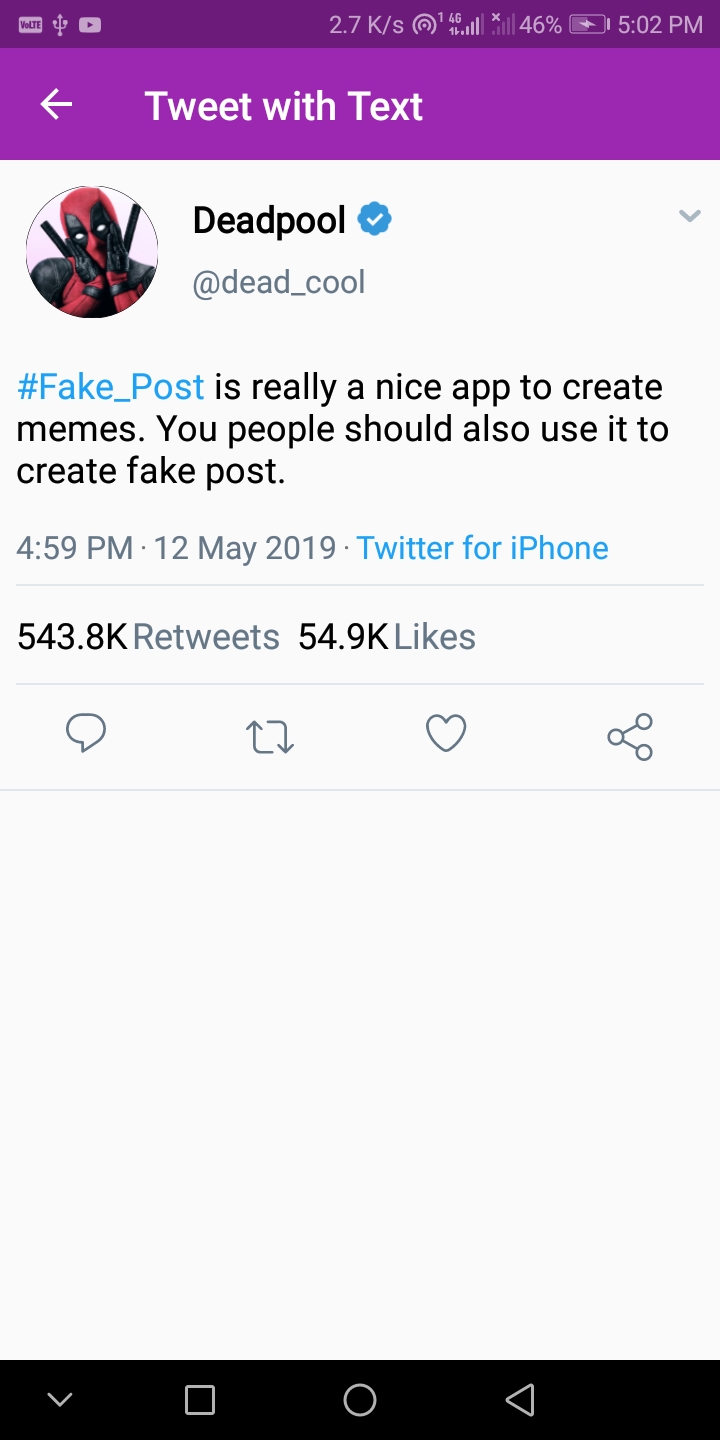 VoLTE 2.7 K/s 1 4G 46% 5:02 PM
Tweet with Text
Deadpool
@dead_cool
#Fake_Post is really a nice app to create
memes. You people should also use it to
create fake post.
4:59 PM · 12 May 2019 · Twitter for iPhone
543.8K Retweets 54.9K Likes